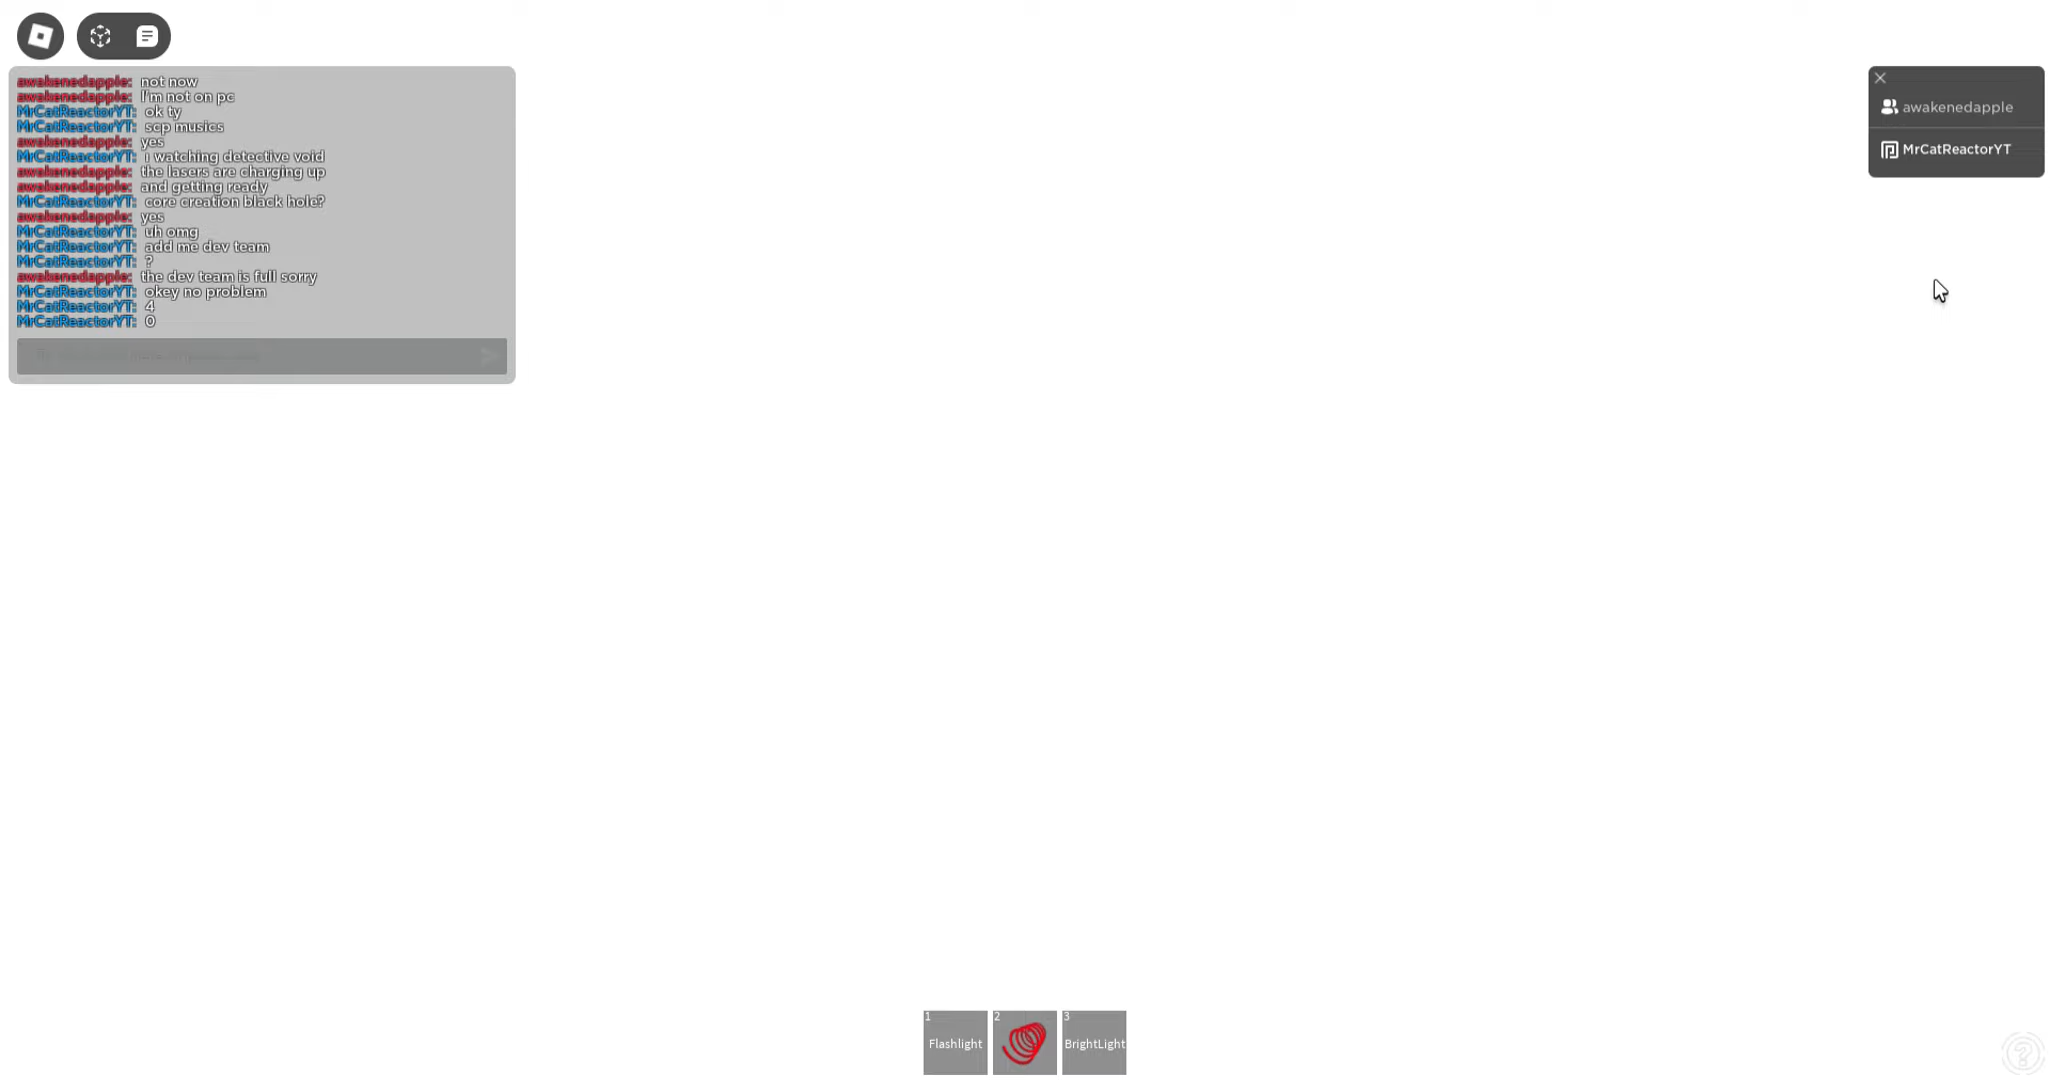 awakenedapple: not now
awakenedapple: I'm not on pc
MrCatReactorYT: ok ty
MrCatReactorYT: scp musics
awakenedapple: yes
MrCatReactorYT: ı watching detective void
awakenedapple: the lasers are charging up
awakenedapple: and getting ready
MrCatReactorYT: core creation black hole?
awakenedapple: yes
MrCatReactorYT: uh omg
MrCatReactorYT: add me dev team
MrCatReactorYT: ?
awakenedapple: the dev team is full sorry
MrCatReactorYT: okey no problem
MrCatReactorYT: 4
MrCatReactorYT: 0
awakenedapple
MrCatReactorYT
1
Flashlight
2
3
BrightLight